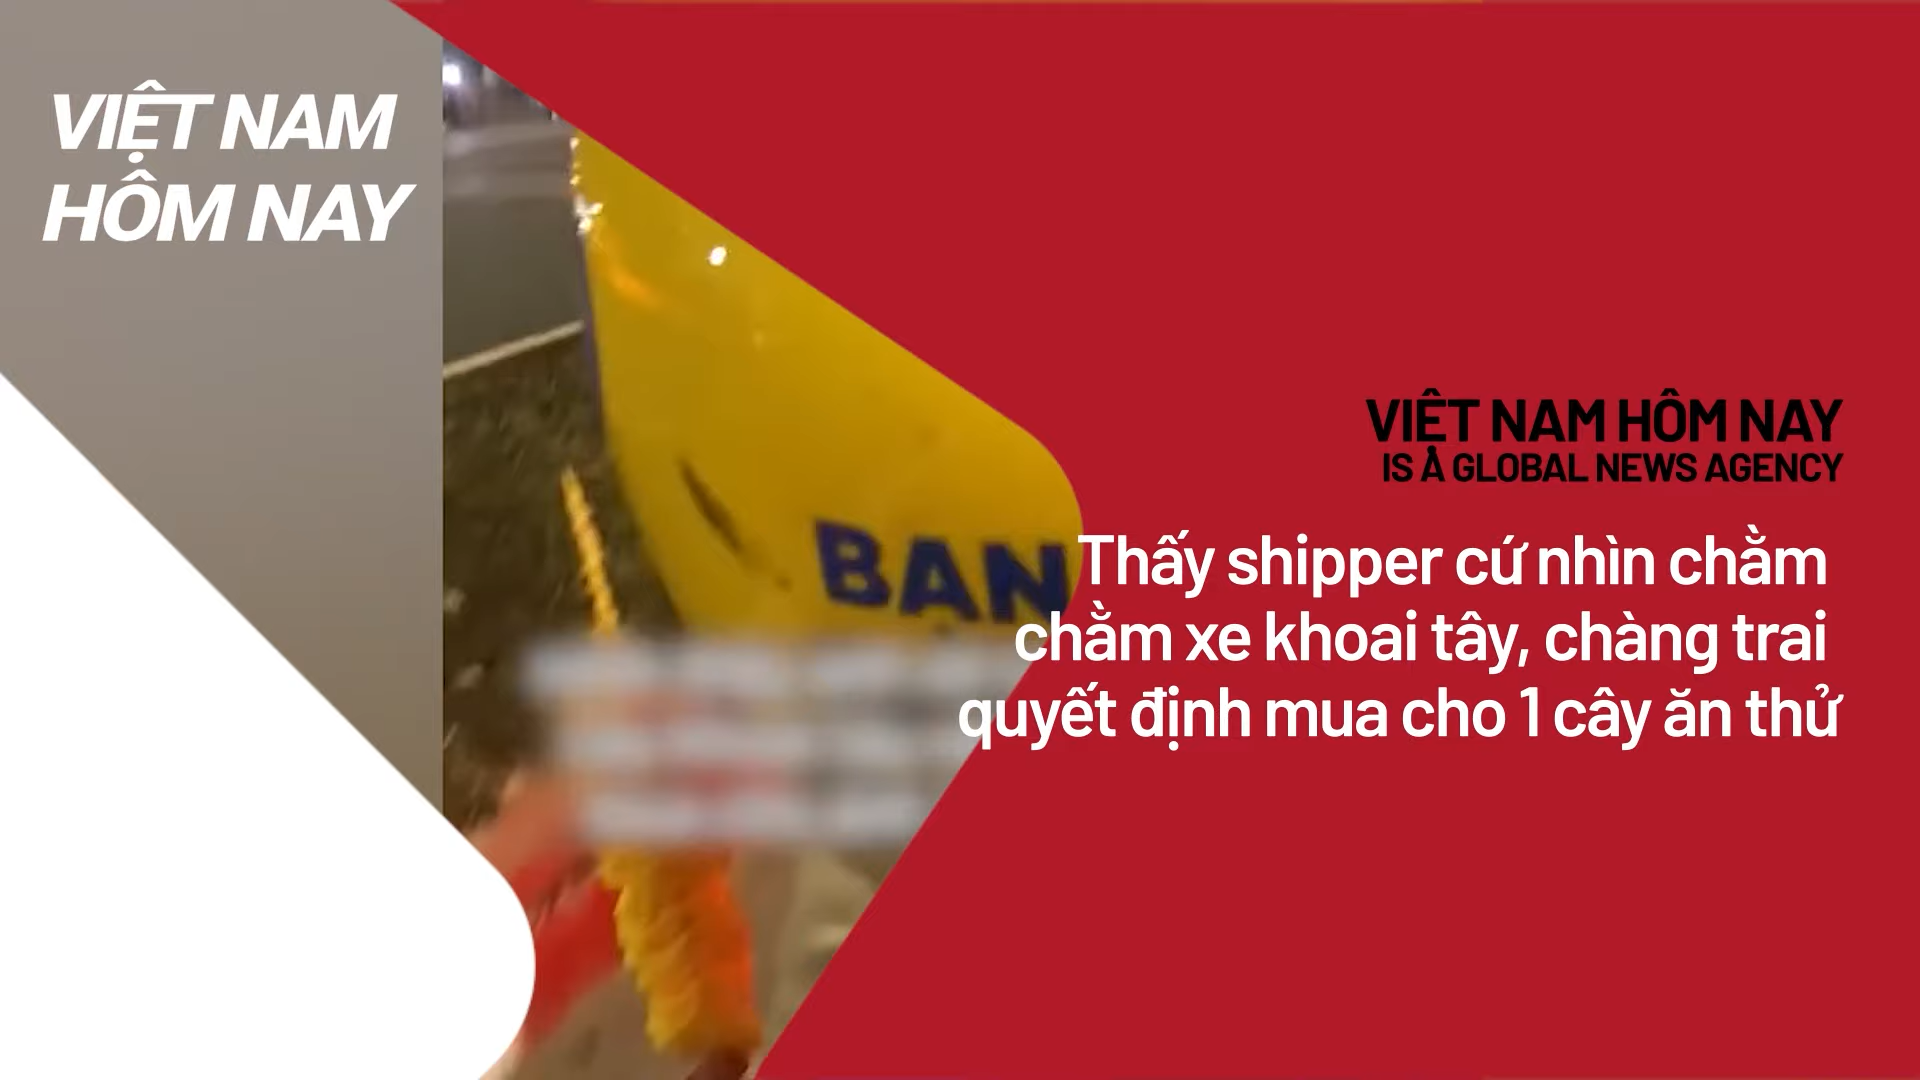 VIỆT NAM
HÔM NAY
BẠN
VIỆT NAM HÔM NAY
IS A GLOBAL NEWS AGENCY
Thấy shipper cứ nhìn chằm
chằm xe khoai tây, chàng trai
quyết định mua cho 1 cây ăn thử